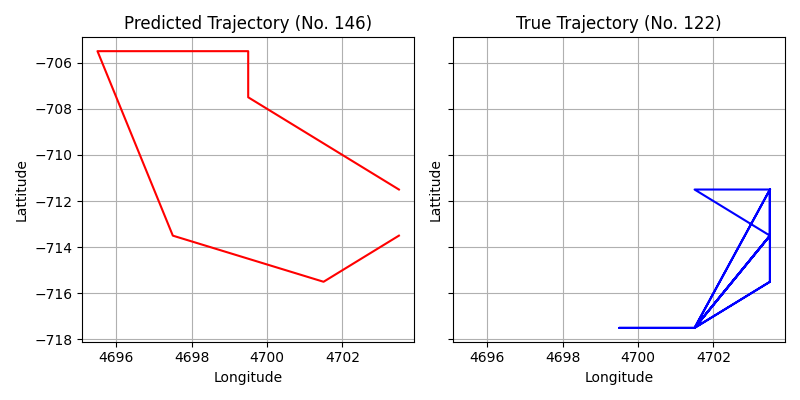 Predicted Trajectory (No. 146)
True Trajectory (No. 122)
−706
−708
−710
−712
−714
−716
−718
Lattitude
Lattitude
4696 4698 4700 4702
4696 4698 4700 4702
Longitude
Longitude